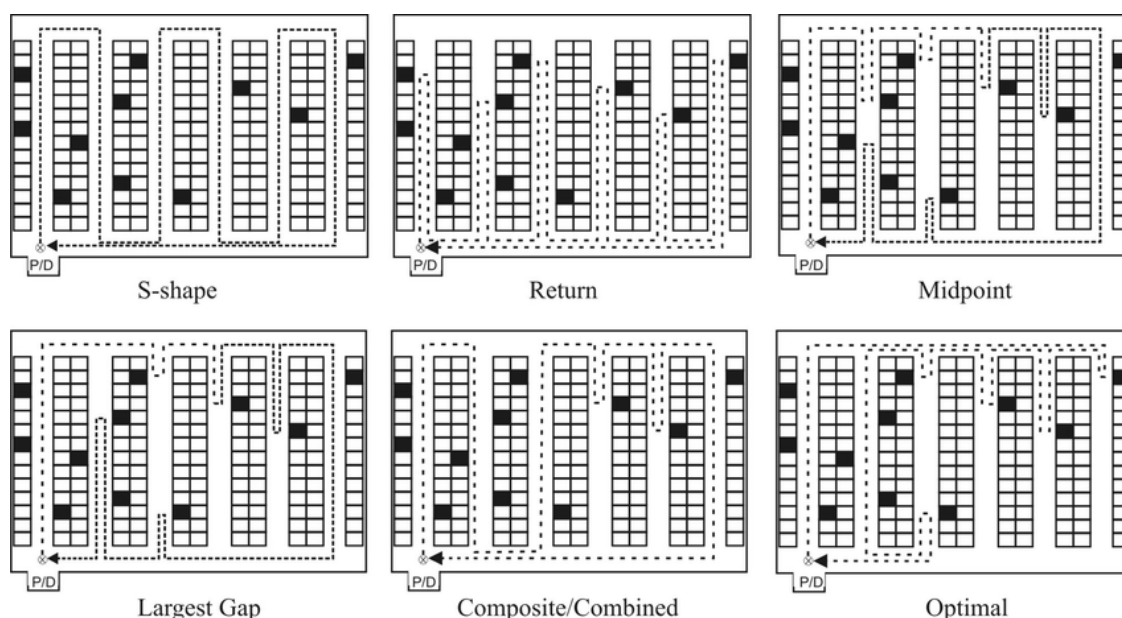 P/D
P/D
P/D
S-shape
Return
Midpoint
P/D
P/D
P/D
Largest Gap
Composite/Combined
Optimal